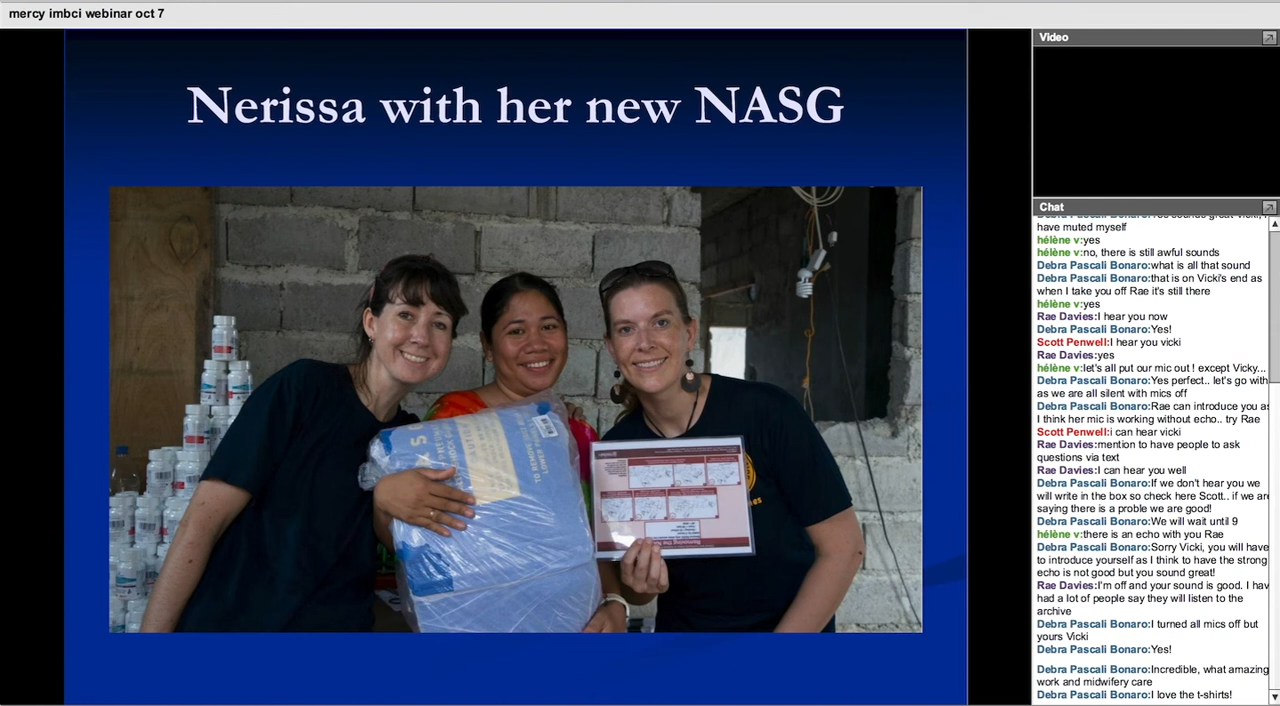 mercy imbci webinar oct 7
Nerissa with her new NASG
Video
Chat
have muted myself
hélène v:yes
hélène v:no, there is still awful sounds
Debra Pascali Bonaro:what is all that sound
Debra Pascali Bonaro:that is on Vicki's end as
when I take you off Rae it's still there
hélène v:yes
Rae Davies:I hear you now
Debra Pascali Bonaro:Yes!
Scott Penwell:I hear you vicki
Rae Davies:yes
hélène v:let's all put our mic out ! except Vicky...
Debra Pascali Bonaro:Yes perfect.. let's go with
as we are all silent with mics off
Debra Pascali Bonaro:Rae can introduce you as
I think her mic is working without echo.. try Rae
Scott Penwell:i can hear vicki
Rae Davies:mention to have people to ask
questions via text
Rae Davies:I can hear you well
Debra Pascali Bonaro:If we don't hear you we
will write in the box so check here Scott.. if we are
saying there is a proble we are good!
Debra Pascali Bonaro:We will wait until 9
hélène v:there is an echo with you Rae
Debra Pascali Bonaro:Sorry Vicki, you will have
to introduce yourself as I think to have the strong
echo is not good but you sound great!
Rae Davies:I'm off and your sound is good. I hav
had a lot of people say they will listen to the
archive
Debra Pascali Bonaro:I turned all mics off but
yours Vicki
Debra Pascali Bonaro:Yes!
Debra Pascali Bonaro:Incredible, what amazing
work and midwifery care
Debra Pascali Bonaro:I love the t-shirts!
TO REMOVE
LOWER